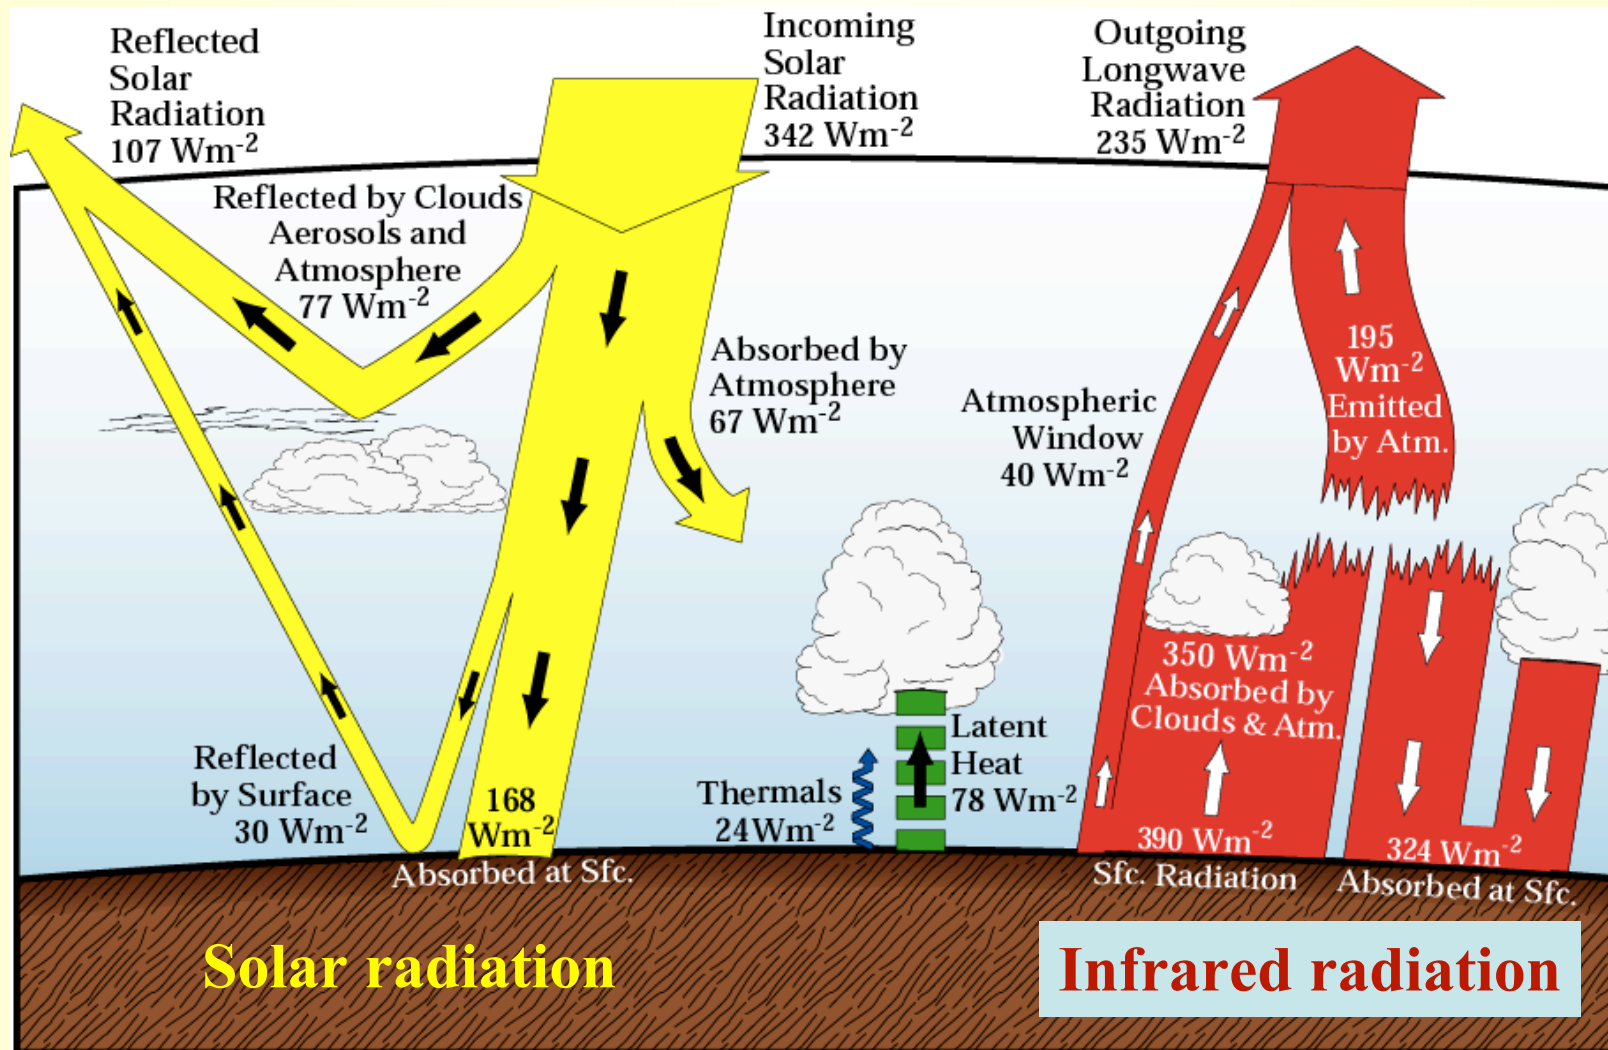 Reflected
Solar
Radiation
107 Wm-2
Incoming
Solar
Radiation
342 Wm-2
Outgoing
Longwave
Radiation
235 Wm-2
Reflected by Clouds
Aerosols and
Atmosphere
77 Wm-2
Absorbed by
Atmosphere
67 Wm-2
Atmospheric
Window
40 Wm-2
195
Wm-2
Emitted
by Atm.
350 Wm-2
Absorbed by
Clouds & Atm.
Reflected
by Surface
30 Wm-2
168
Wm-2
Absorbed at Sfc.
Thermals
24Wm-2
Latent
Heat
78 Wm-2
390 Wm-2
Sfc. Radiation
324 Wm-2
Absorbed at Sfc.
Solar radiation
Infrared radiation